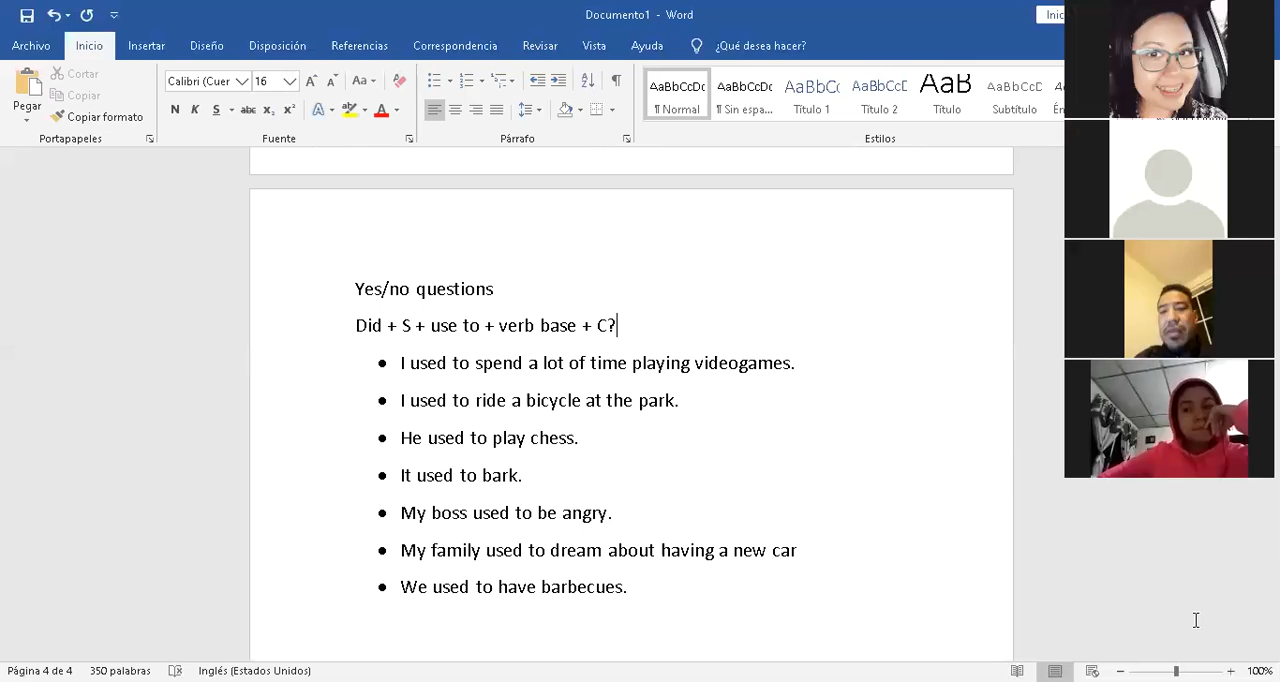 Documento1 - Word
Inic
Archivo Inicio Insertar Diseño Disposición Referencias Correspondencia Revisar Vista Ayuda ¿Qué desea hacer?
Pegar
Cortar
Copiar
Copiar formato
Portapapeles
Calibri (Cuer 16
N K S abc x₂ x²
Fuente
Párrafo
AaBbCcDc AaBbCcDc AaBbCc AaBbCcD AaB AaBbCcD
¶ Normal ¶ Sin espa... Título 1 Título 2 Título Subtítulo
Estilos
Yes/no questions
Did + S + use to + verb base + C?
• I used to spend a lot of time playing videogames.
• I used to ride a bicycle at the park.
• He used to play chess.
• It used to bark.
• My boss used to be angry.
• My family used to dream about having a new car
• We used to have barbecues.
Página 4 de 4 350 palabras Inglés (Estados Unidos) 100%